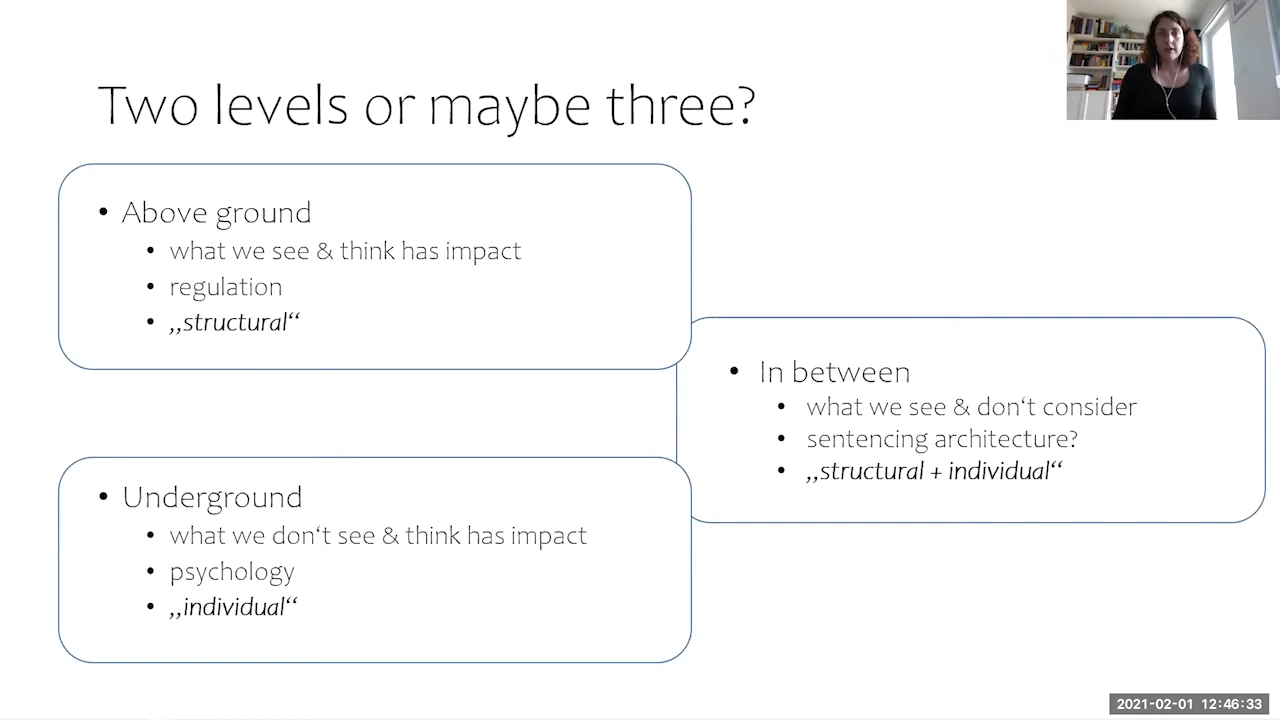 Two levels or maybe three?
• Above ground
• what we see & think has impact
• regulation
• „structural“
• In between
• what we see & don‘t consider
• sentencing architecture?
• „structural + individual“
• Underground
• what we don‘t see & think has impact
• psychology
• „individual“
2021-02-01 12:46:33